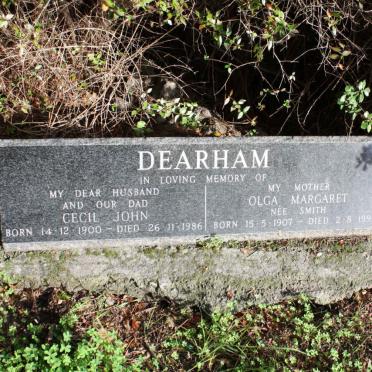 DEARHAM
IN LOVING MEMORY OF
MY DEAR HUSBAND
AND OUR DAD
CECIL JOHN
BORN 14·12·1900 – DIED 26·11·1986
MY MOTHER
OLGA MARGARET
NÉE SMITH
BORN 15·5·1907 – DIED 2·8·